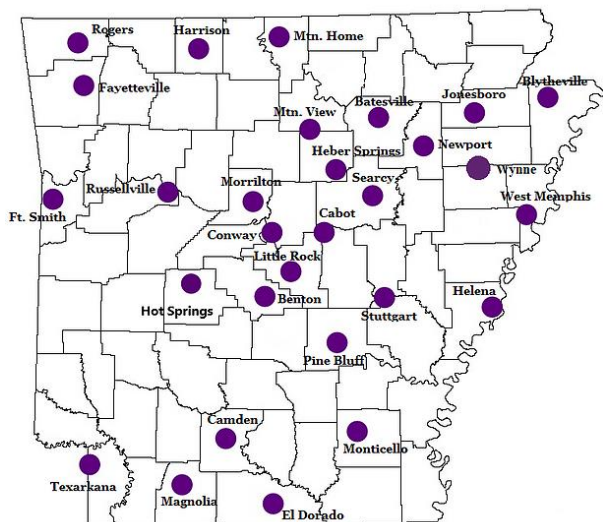 Rogers
Harrison
Mtn. Home
Fayetteville
Blytheville
Jonesboro
Batesville
Mtn. View
Newport
Heber Springs
Wynne
Searcy
Russellville
Morrilton
West Memphis
Ft. Smith
Cabot
Conway
Little Rock
Helena
Benton
Hot Springs
Stuttgart
Pine Bluff
Camden
Monticello
Texarkana
Magnolia
El Dorado